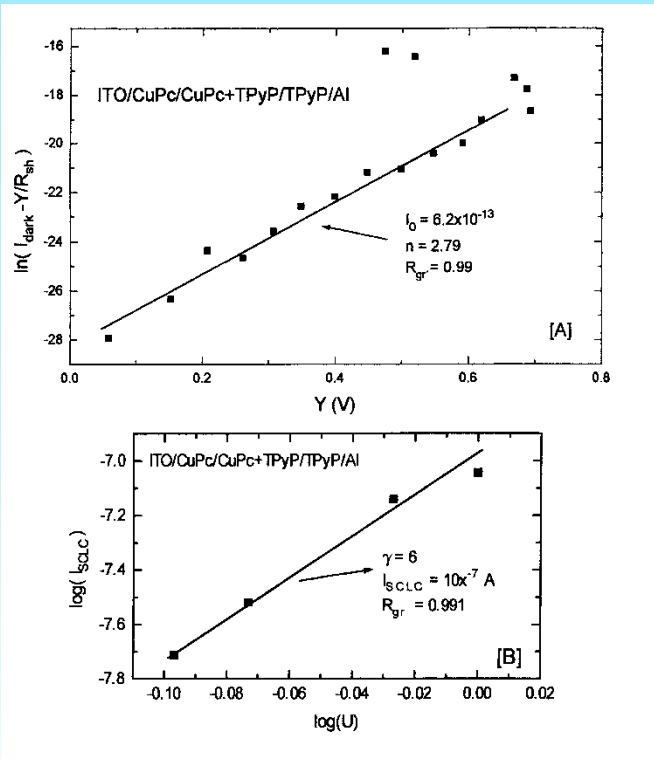 -16
-18
-20
-22
-24
-26
-28
ln( I_dark -Y/R_sh )
ITO/CuPc/CuPc+TPyP/TPyP/Al
I_0 = 6.2x10^-13
n = 2.79
R_gr = 0.99
[A]
0.0 0.2 0.4 0.6 0.8
Y (V)
-7.0
-7.2
-7.4
-7.6
-7.8
log( I_SCLC )
ITO/CuPc/CuPc+TPyP/TPyP/Al
γ = 6
I_SCLC = 10x^-7 A
R_gr = 0.991
[B]
-0.10 -0.08 -0.06 -0.04 -0.02 0.00 0.02
log(U)